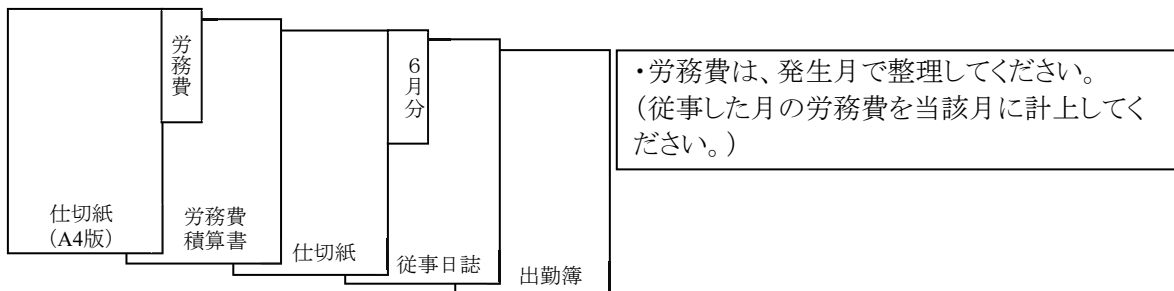 労務費
仕切紙
（A4版）
労務費
積算書
仕切紙
６月分
従事日誌
出勤簿
・労務費は、発生月で整理してください。
（従事した月の労務費を当該月に計上してく
ださい。）